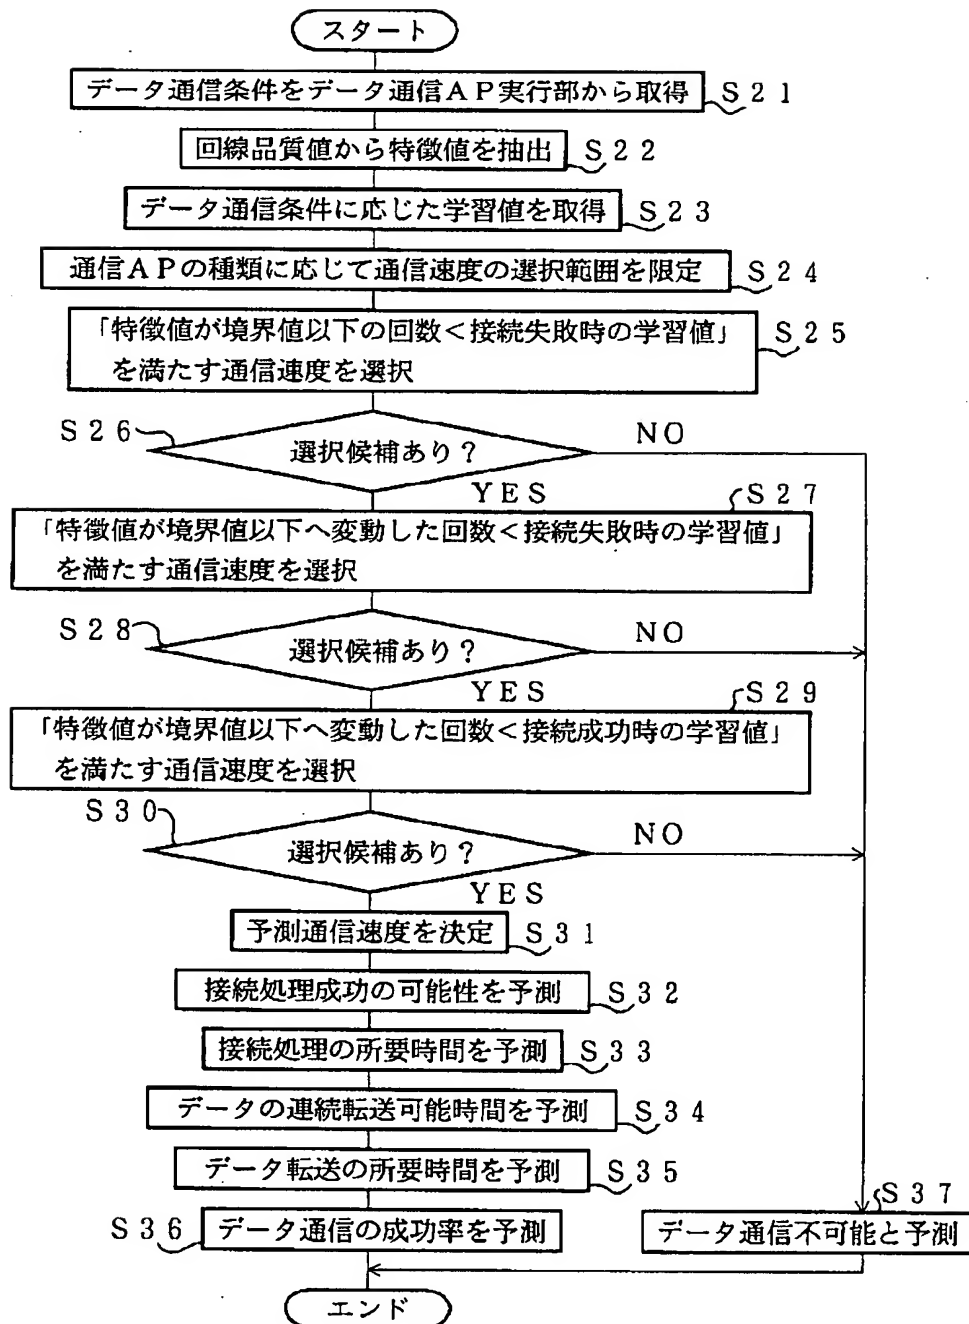 スタート
データ通信条件をデータ通信AP実行部から取得 S21
回線品質値から特徴値を抽出 S22
データ通信条件に応じた学習値を取得 S23
通信APの種類に応じて通信速度の選択範囲を限定 S24
「特徴値が境界値以下の回数<接続失敗時の学習値」 S25
を満たす通信速度を選択
S26 選択候補あり? NO
YES
S27
「特徴値が境界値以下へ変動した回数<接続失敗時の学習値」
を満たす通信速度を選択
S28 選択候補あり? NO
YES
S29
「特徴値が境界値以下へ変動した回数<接続成功時の学習値」
を満たす通信速度を選択
S30 選択候補あり? NO
YES
予測通信速度を決定 S31
接続処理成功の可能性を予測 S32
接続処理の所要時間を予測 S33
データの連続転送可能時間を予測 S34
データ転送の所要時間を予測 S35
S36 データ通信の成功率を予測
S37
データ通信不可能と予測
エンド